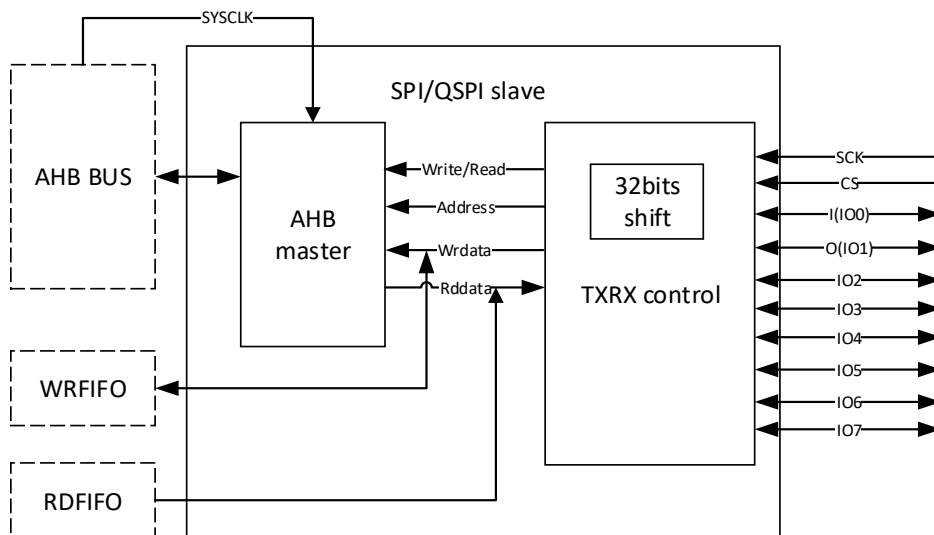 SYSCLK
SPI/QSPI slave
AHB BUS
AHB
master
Write/Read
Address
Wrdata
Rddata
32bits
shift
TXRX control
SCK
CS
I(IO0)
O(IO1)
IO2
IO3
IO4
IO5
IO6
IO7
WRFIFO
RDFIFO